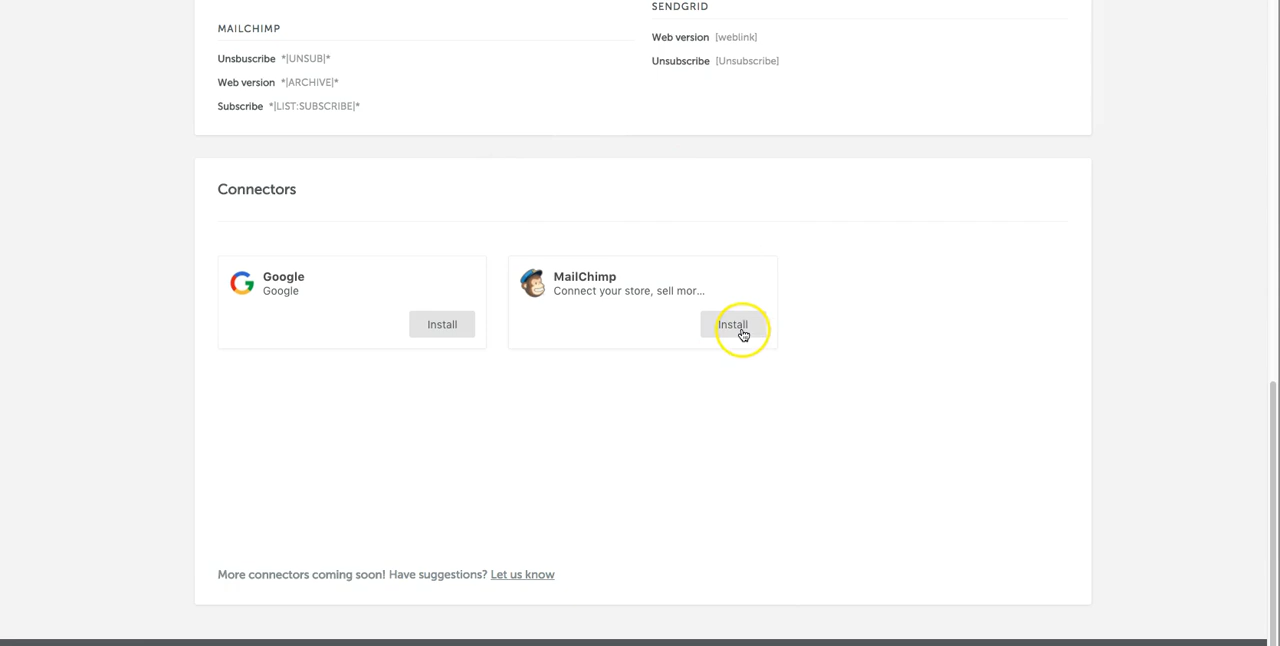 SENDGRID
MAILCHIMP
Web version [weblink]
Unsbuscribe *|UNSUB|*
Unsubscribe [Unsubscribe]
Web version *|ARCHIVE|*
Subscribe *|LIST:SUBSCRIBE|*
Connectors
Google
Google
Install
MailChimp
Connect your store, sell mor...
Install
More connectors coming soon! Have suggestions? Let us know